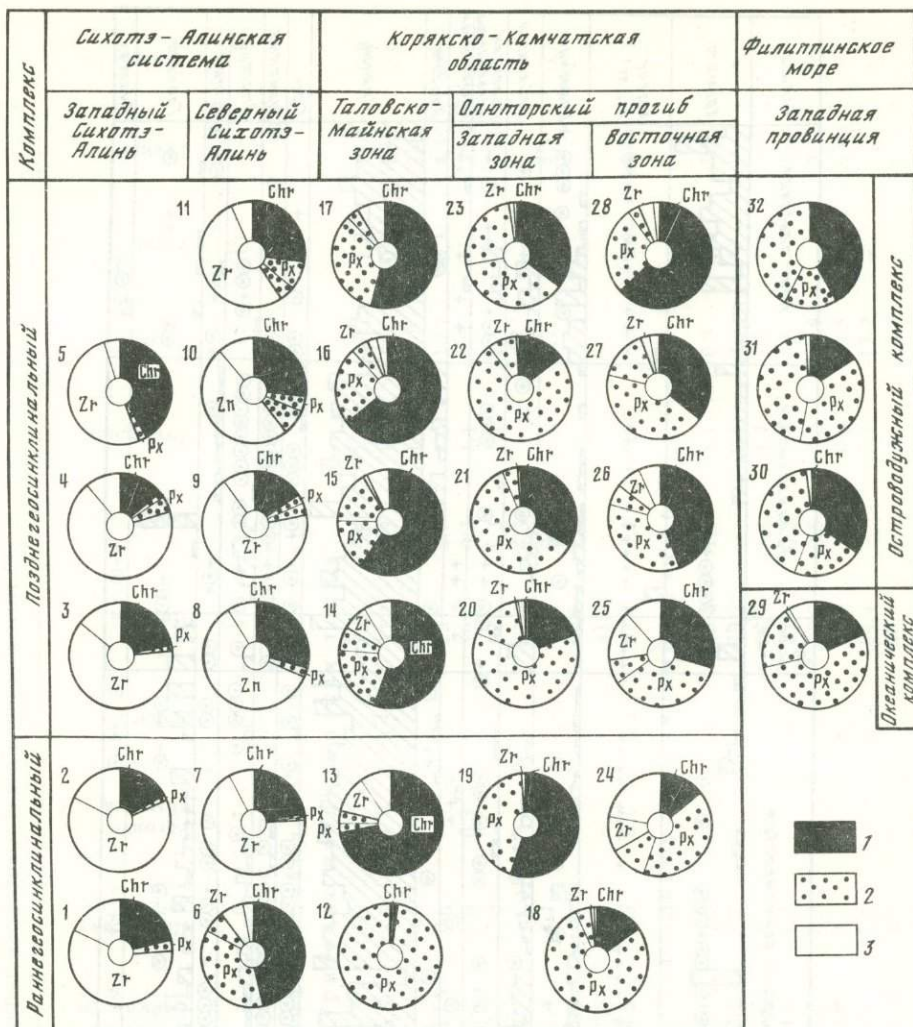 Комплекс
Сихотэ-Алинская
система
Корякско-Камчатская
область
Филиппинское
море
Западный
Сихотэ-
Алинь
Северный
Сихотэ-
Алинь
Таловско-
Майнская
зона
Олюторский прогиб
Западная
зона
Восточная
зона
Западная
провинция
Позднегеосинклинальный
11 Chr Px Zr
17 Chr Px
23 Zr Chr Px
28 Zr Chr Px
32 Px
5 Chr Zr Px
10 Chr Zn Px
16 Zr Chr Px
22 Zr Chr Px
27 Zr Chr Px
31
4 Chr Px Zr
9 Chr Px Zr
15 Zr Chr Px
21 Zr Chr Px
26 Chr Zr Px
30 Chr Px
Островодужный комплекс
3 Chr Px Zr
8 Chr Zn Px
14 Chr Zr Px
20 Zr Chr Px
25 Chr Zr Px
29 Zr Chr Px
Океанический
комплекс
Раннегеосинклинальный
2 Chr Px Zr
7 Chr Px Zr
13 Chr Zr Px
19 Zr Chr Px
24 Chr Zr Px
1 Chr Px Zr
6 Zr Chr Px
12 Chr Px
18 Zr Chr Px
1
2
3